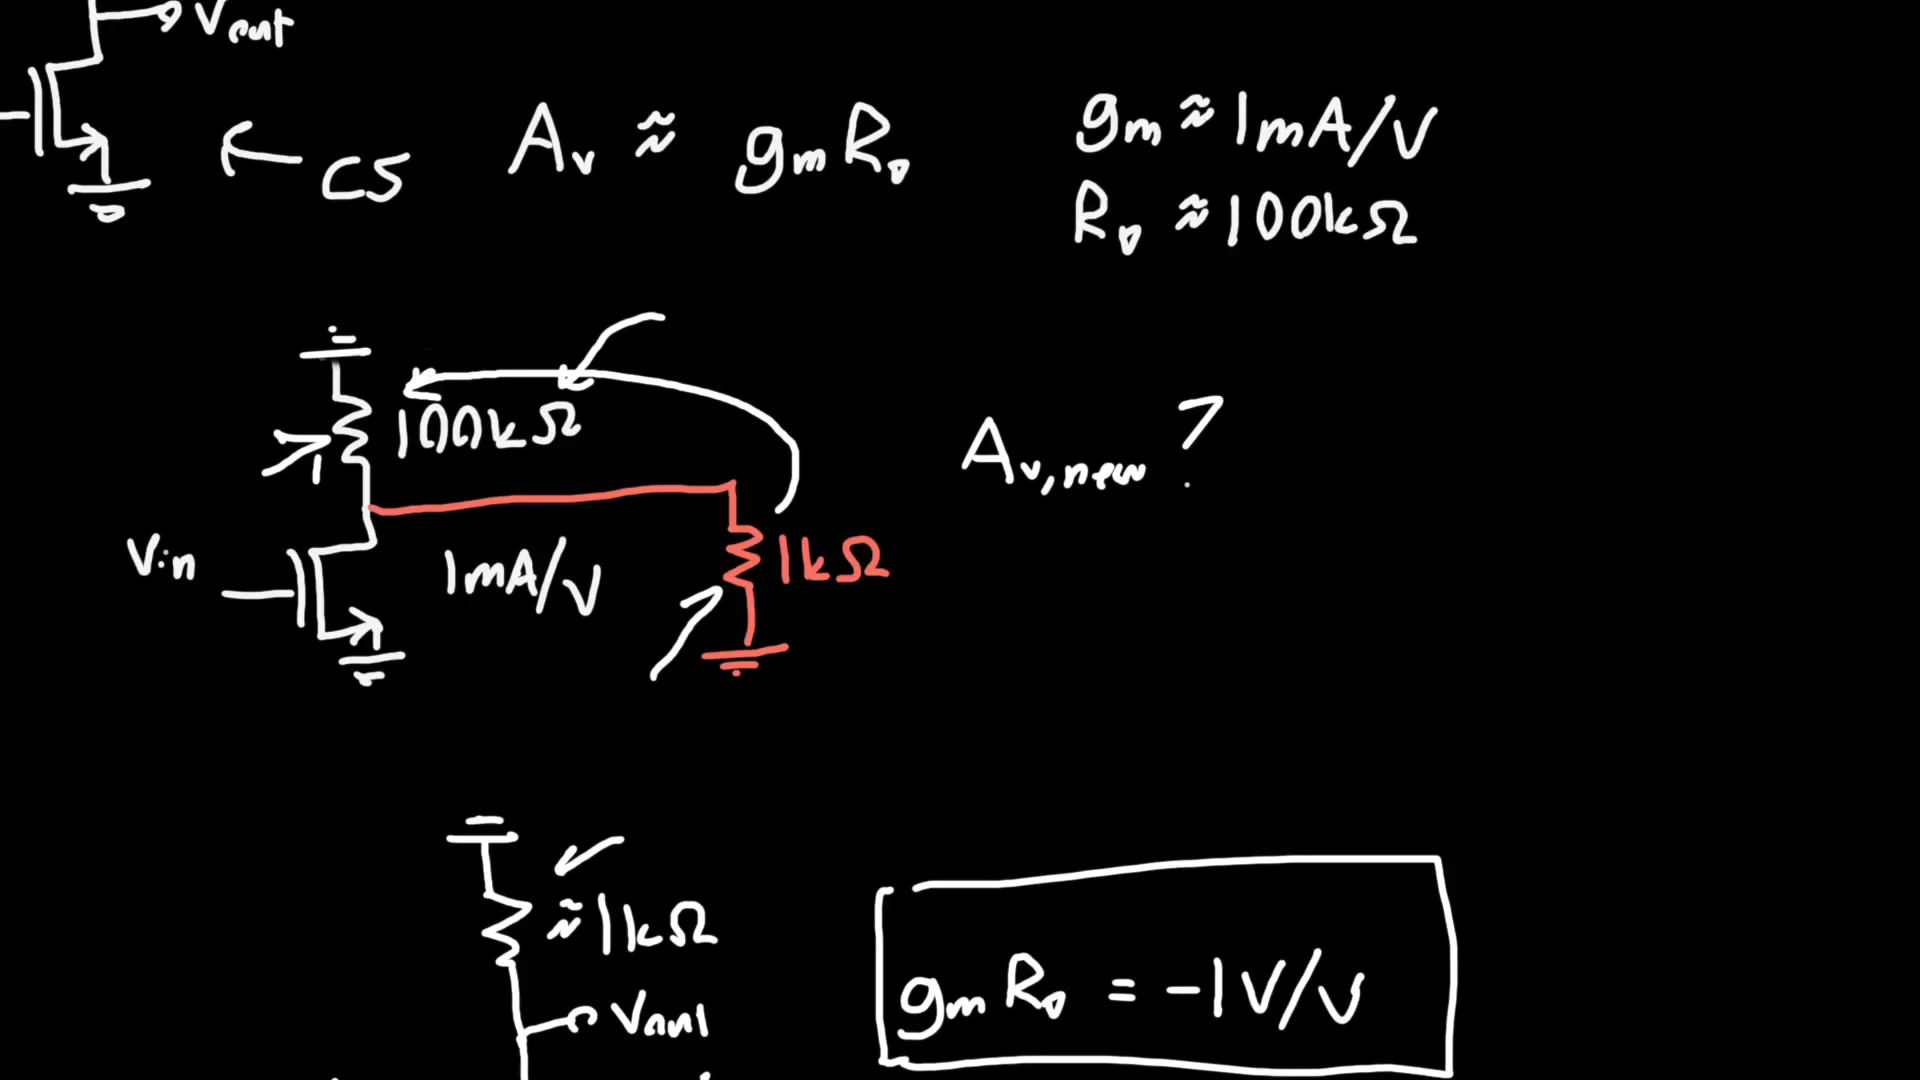 Vout
CS
Av ≈ gmRo
gm ≈ 1mA/V
Ro ≈ 100kΩ
100kΩ
Av,new ?
Vin
1mA/V
1kΩ
≈1kΩ
Vout
gmRo = -1V/V